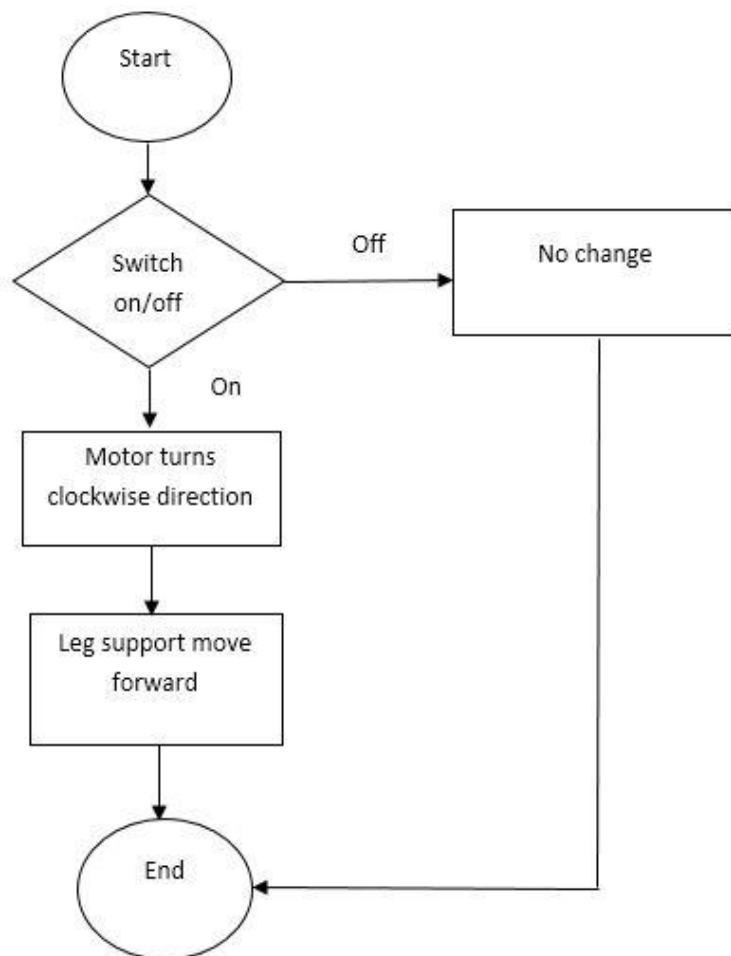 Start
Switch
on/off
Off
No change
On
Motor turns
clockwise direction
Leg support move
forward
End